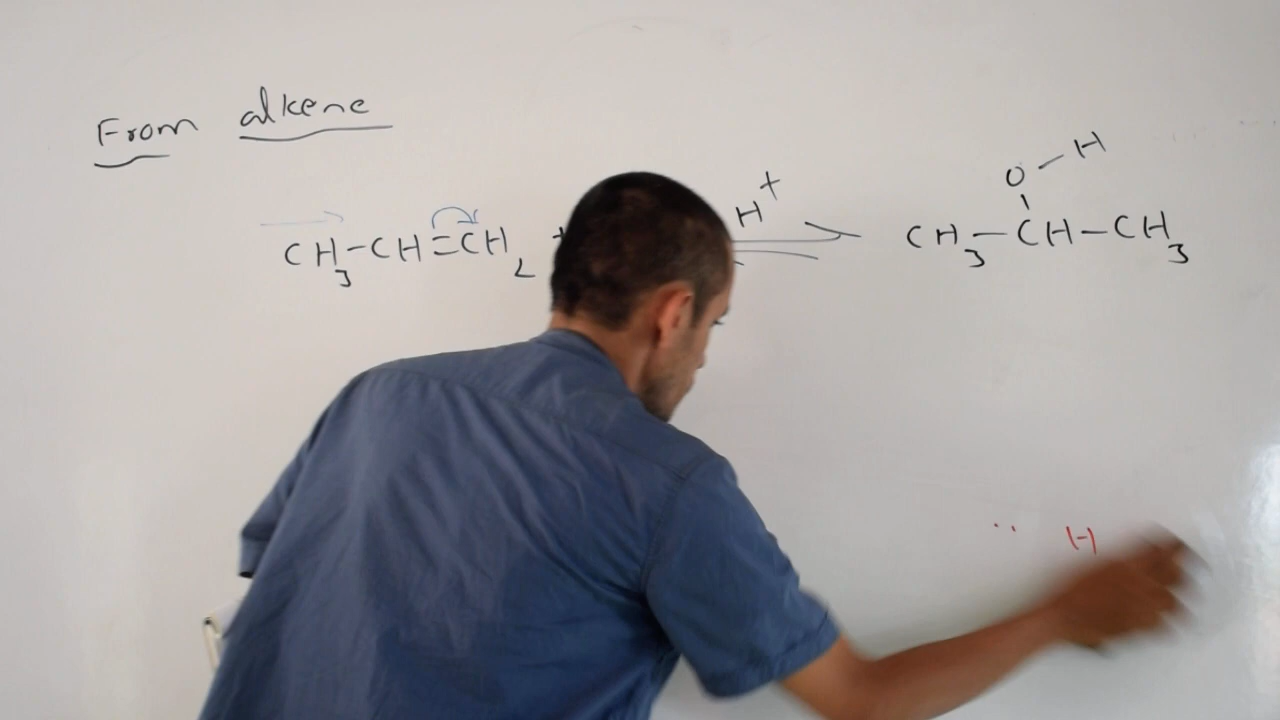 From alkene
O-H
CH3-CH=CH2 + H+ CH3-CH-CH3
H